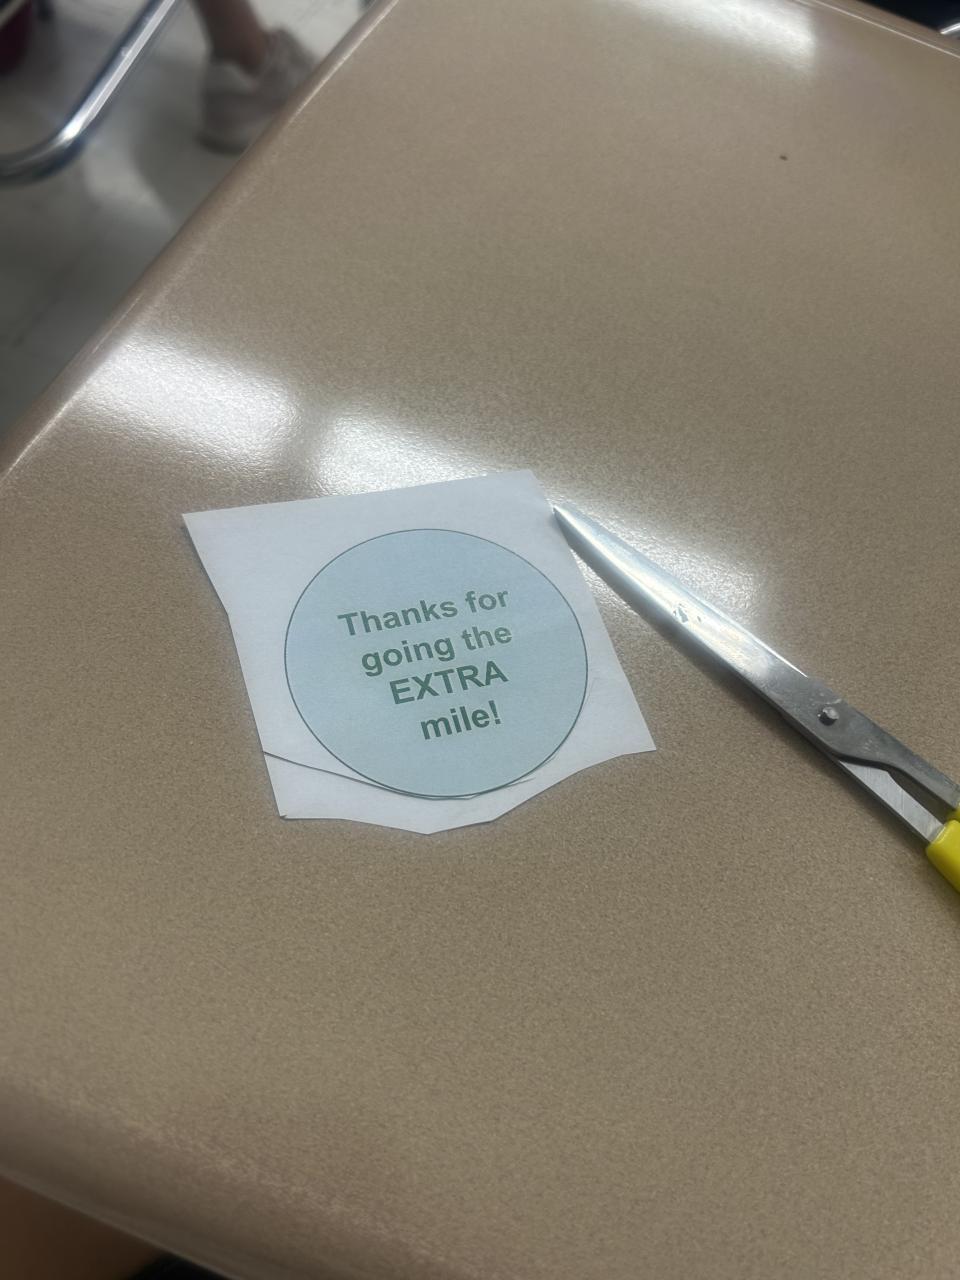 Thanks for
going the
EXTRA
mile!